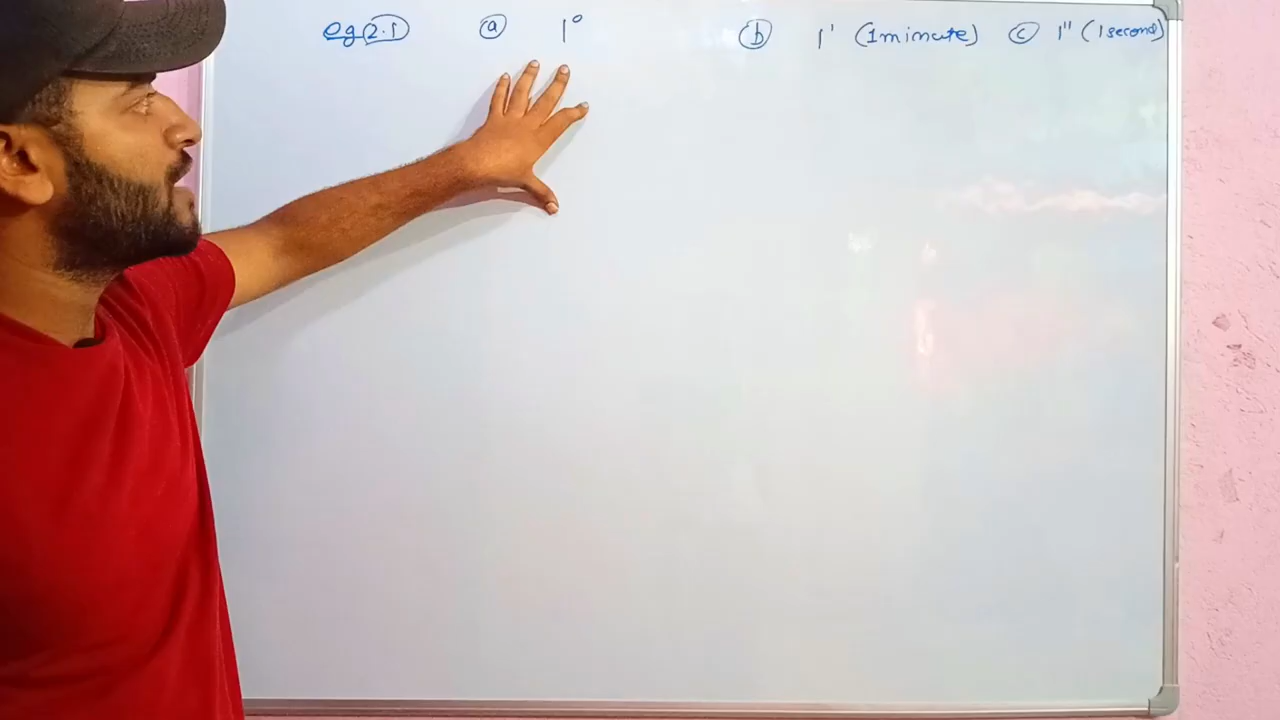 eg 2.1 (a) 1° (b) 1' (1 minute) (c) 1" (1 second)